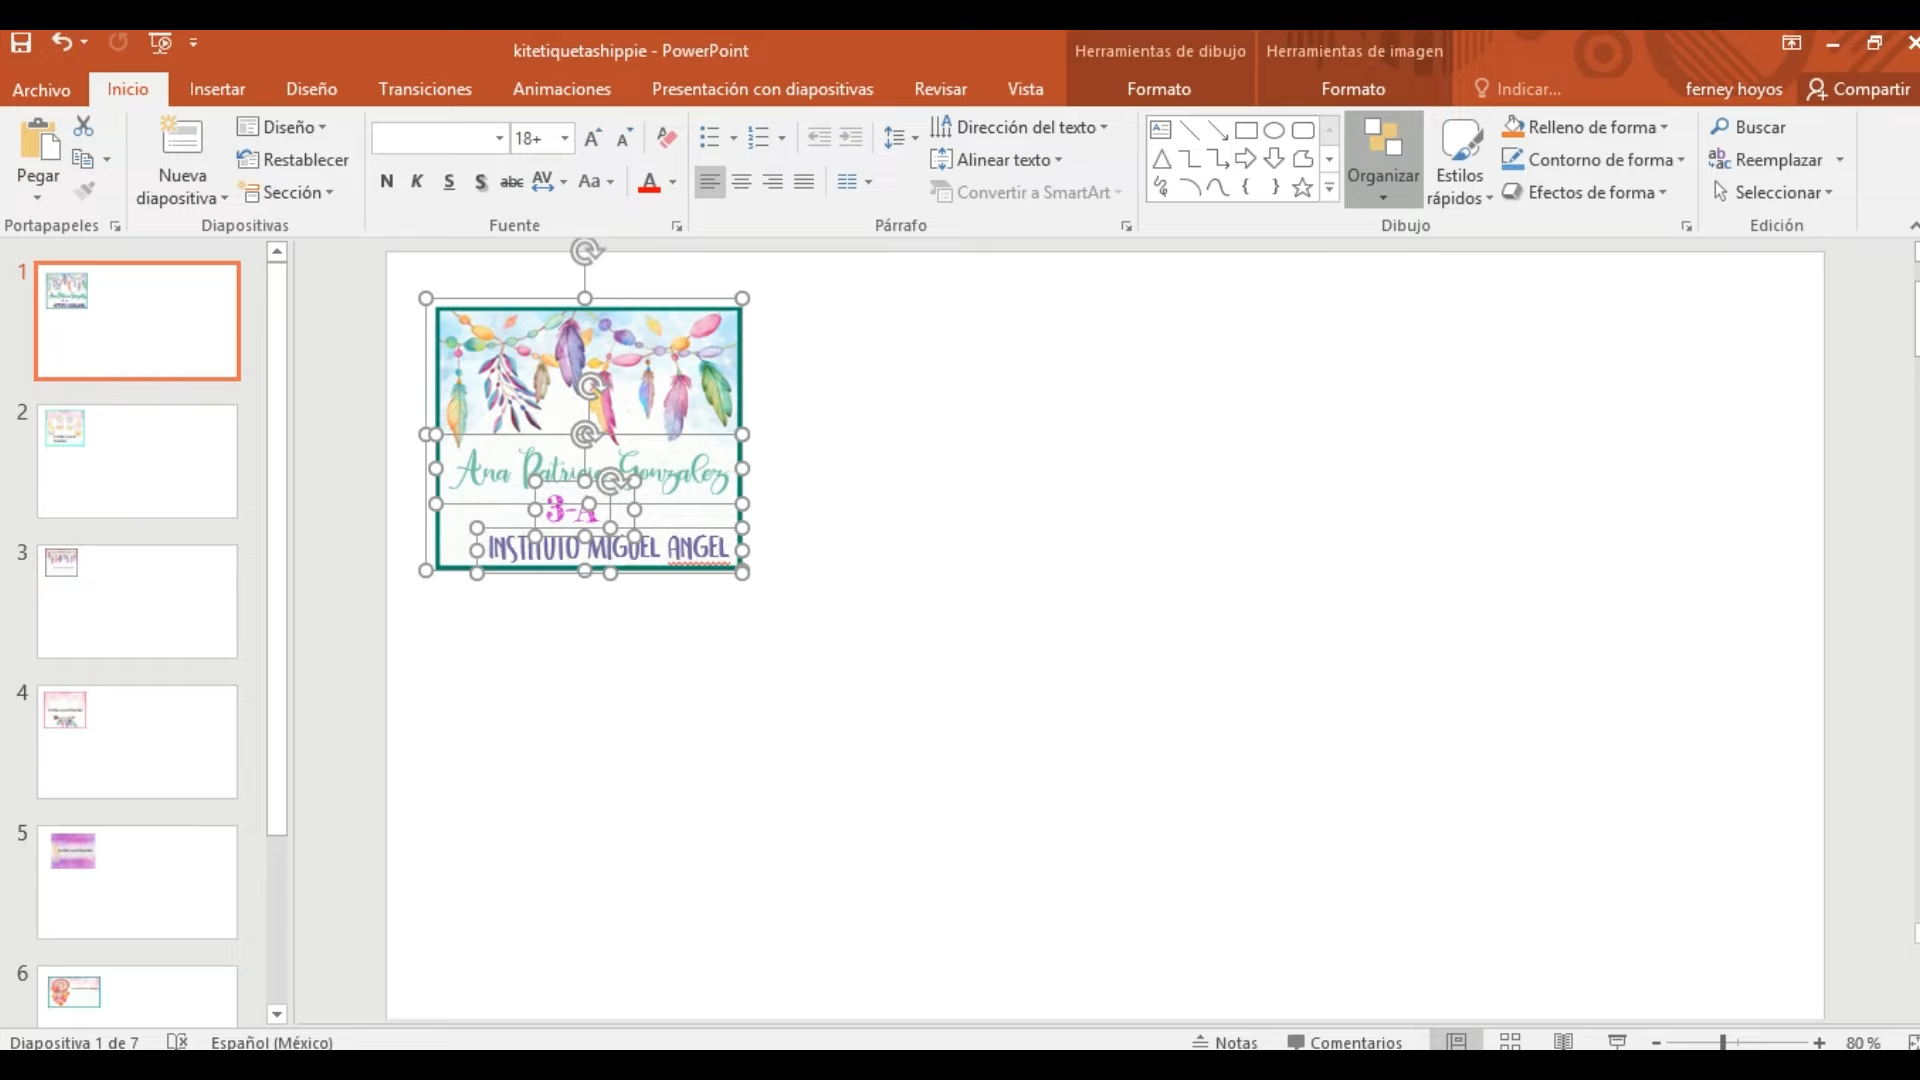 kitetiquetashippie - PowerPoint
Herramientas de dibujo
Herramientas de imagen
Archivo
Inicio
Insertar
Diseño
Transiciones
Animaciones
Presentación con diapositivas
Revisar
Vista
Formato
Formato
Indicar...
ferney hoyos
Compartir
Pegar
Portapapeles
Nueva
diapositiva
Diseño
Restablecer
Sección
Diapositivas
18+
N K S S abc AV Aa A
Fuente
Párrafo
Dirección del texto
Alinear texto
Convertir a SmartArt
Organizar
Estilos
rápidos
Relleno de forma
Contorno de forma
Efectos de forma
Dibujo
Buscar
Reemplazar
Seleccionar
Edición
1
2
3
4
5
6
Ana Patricia Gonzalez
3-A
INSTITUTO MIGUEL ANGEL
Diapositiva 1 de 7
Español (México)
Notas
Comentarios
80 %